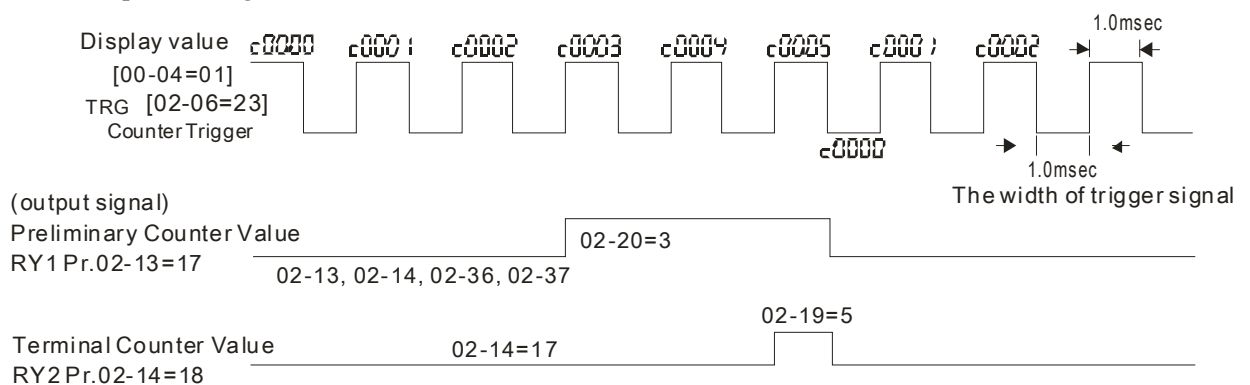 1.0msec
Display value c0000 c0001 c0002 c0003 c0004 c0005 c0001 c0002
[00-04=01]
TRG [02-06=23]
Counter Trigger
c0000
1.0msec
The width of trigger signal
(output signal)
Preliminary Counter Value
RY1 Pr.02-13=17
02-20=3
02-13, 02-14, 02-36, 02-37
02-19=5
Terminal Counter Value
RY2 Pr.02-14=18
02-14=17